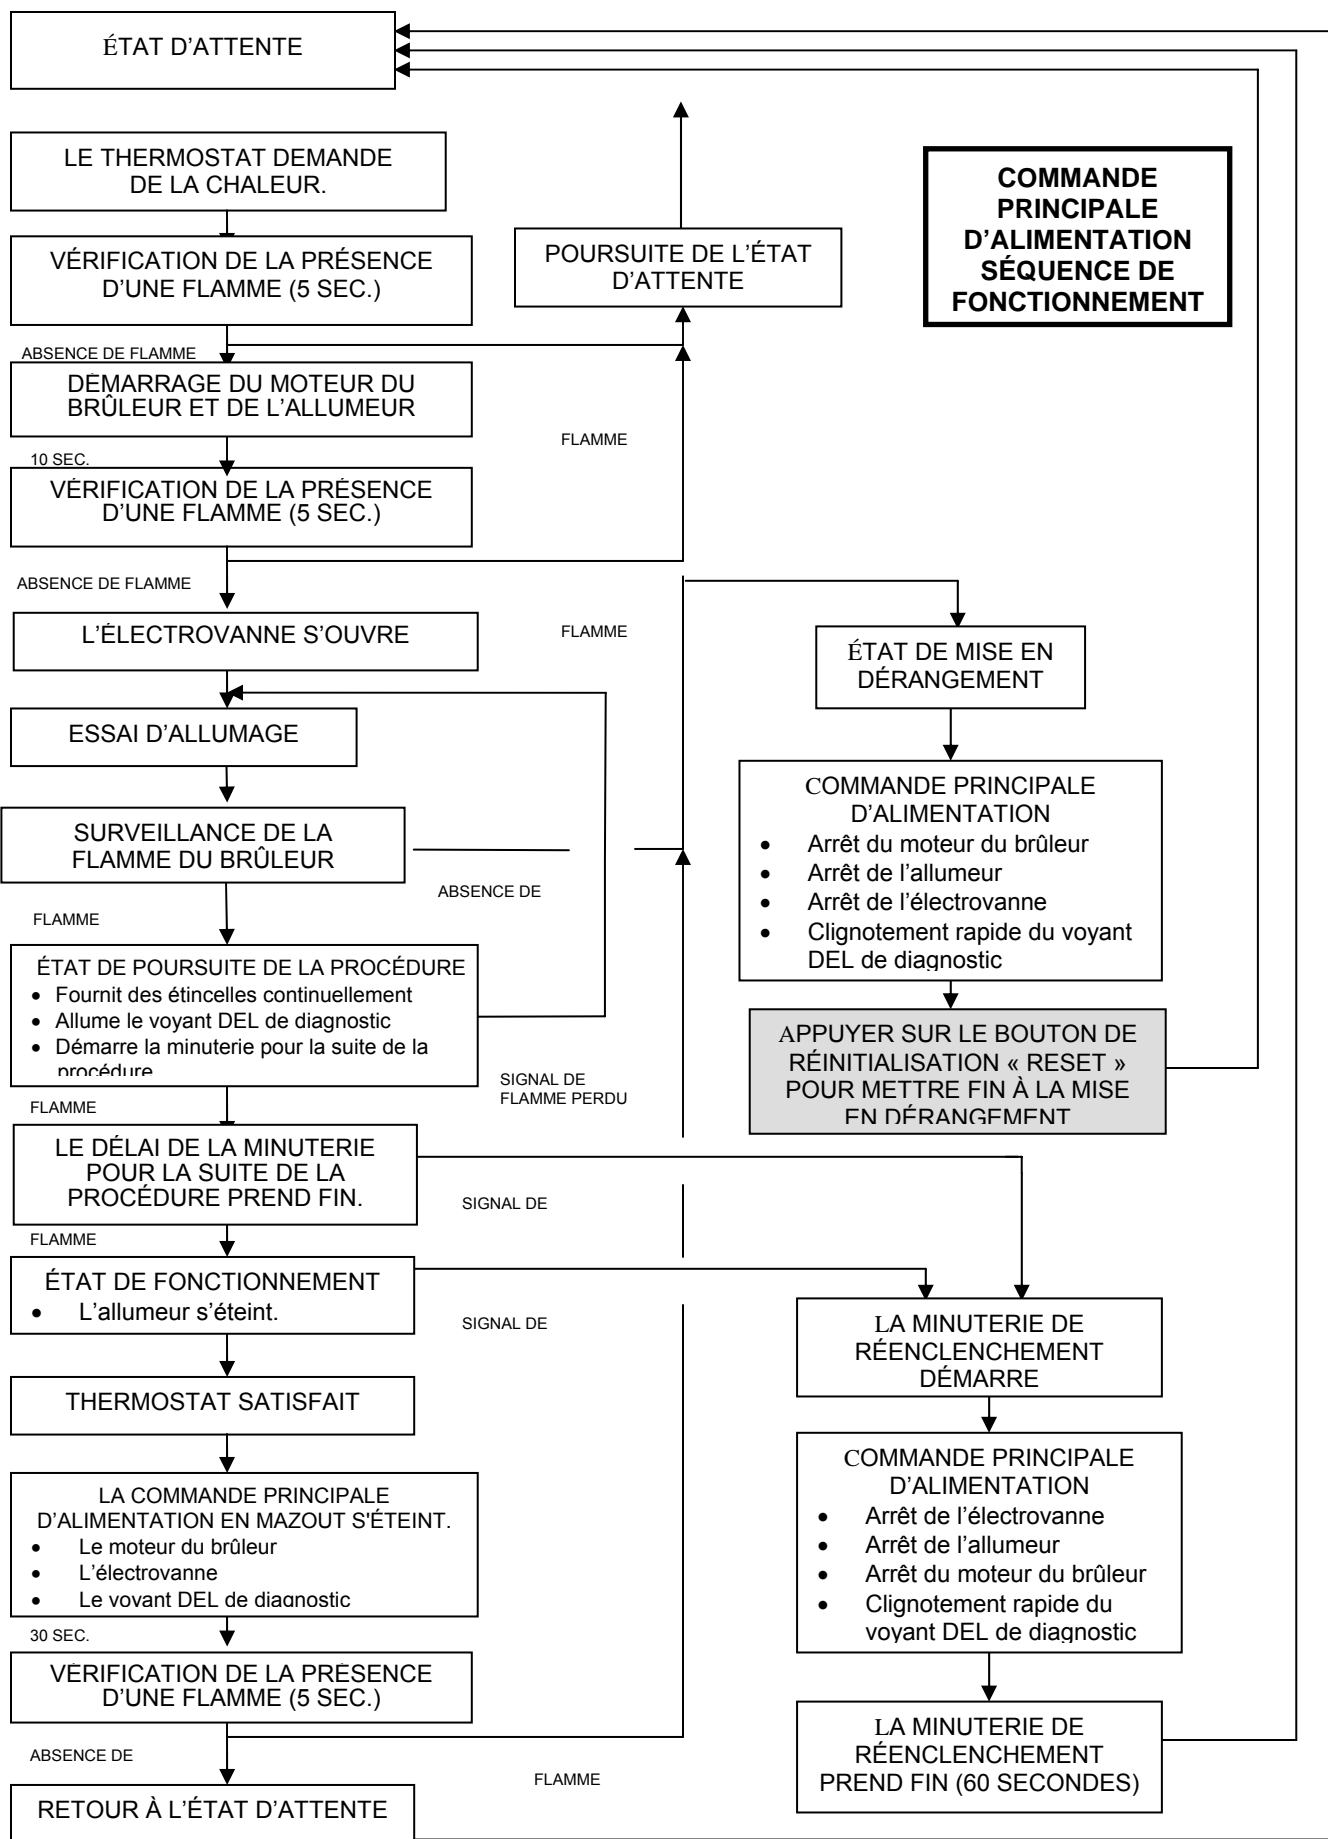 ÉTAT D’ATTENTE
LE THERMOSTAT DEMANDE
DE LA CHALEUR.
COMMANDE
PRINCIPALE
D’ALIMENTATION
SÉQUENCE DE
FONCTIONNEMENT
VÉRIFICATION DE LA PRÉSENCE
D’UNE FLAMME (5 SEC.)
POURSUITE DE L’ÉTAT
D’ATTENTE
ABSENCE DE FLAMME
DÉMARRAGE DU MOTEUR DU
BRÛLEUR ET DE L’ALLUMEUR
FLAMME
10 SEC.
VÉRIFICATION DE LA PRÉSENCE
D’UNE FLAMME (5 SEC.)
ABSENCE DE FLAMME
L’ÉLECTROVANNE S’OUVRE
FLAMME
ÉTAT DE MISE EN
DÉRANGEMENT
ESSAI D’ALLUMAGE
SURVEILLANCE DE LA
FLAMME DU BRÛLEUR
ABSENCE DE
COMMANDE PRINCIPALE
D’ALIMENTATION
• Arrêt du moteur du brûleur
• Arrêt de l’allumeur
• Arrêt de l’électrovanne
• Clignotement rapide du voyant
DEL de diagnostic
FLAMME
ÉTAT DE POURSUITE DE LA PROCÉDURE
• Fournit des étincelles continuellement
• Allume le voyant DEL de diagnostic
• Démarre la minuterie pour la suite de la
procédure
SIGNAL DE
FLAMME PERDU
APPUYER SUR LE BOUTON DE
RÉINITIALISATION « RESET »
POUR METTRE FIN À LA MISE
EN DÉRANGEMENT
FLAMME
LE DÉLAI DE LA MINUTERIE
POUR LA SUITE DE LA
PROCÉDURE PREND FIN.
SIGNAL DE
FLAMME
ÉTAT DE FONCTIONNEMENT
• L’allumeur s’éteint.
SIGNAL DE
LA MINUTERIE DE
RÉENCLENCHEMENT
DÉMARRE
THERMOSTAT SATISFAIT
COMMANDE PRINCIPALE
D’ALIMENTATION
• Arrêt de l’électrovanne
• Arrêt de l’allumeur
• Arrêt du moteur du brûleur
• Clignotement rapide du
voyant DEL de diagnostic
LA COMMANDE PRINCIPALE
D’ALIMENTATION EN MAZOUT S'ÉTEINT.
• Le moteur du brûleur
• L’électrovanne
• Le voyant DEL de diagnostic
30 SEC.
VÉRIFICATION DE LA PRÉSENCE
D’UNE FLAMME (5 SEC.)
LA MINUTERIE DE
RÉENCLENCHEMENT
PREND FIN (60 SECONDES)
ABSENCE DE
FLAMME
RETOUR À L’ÉTAT D’ATTENTE